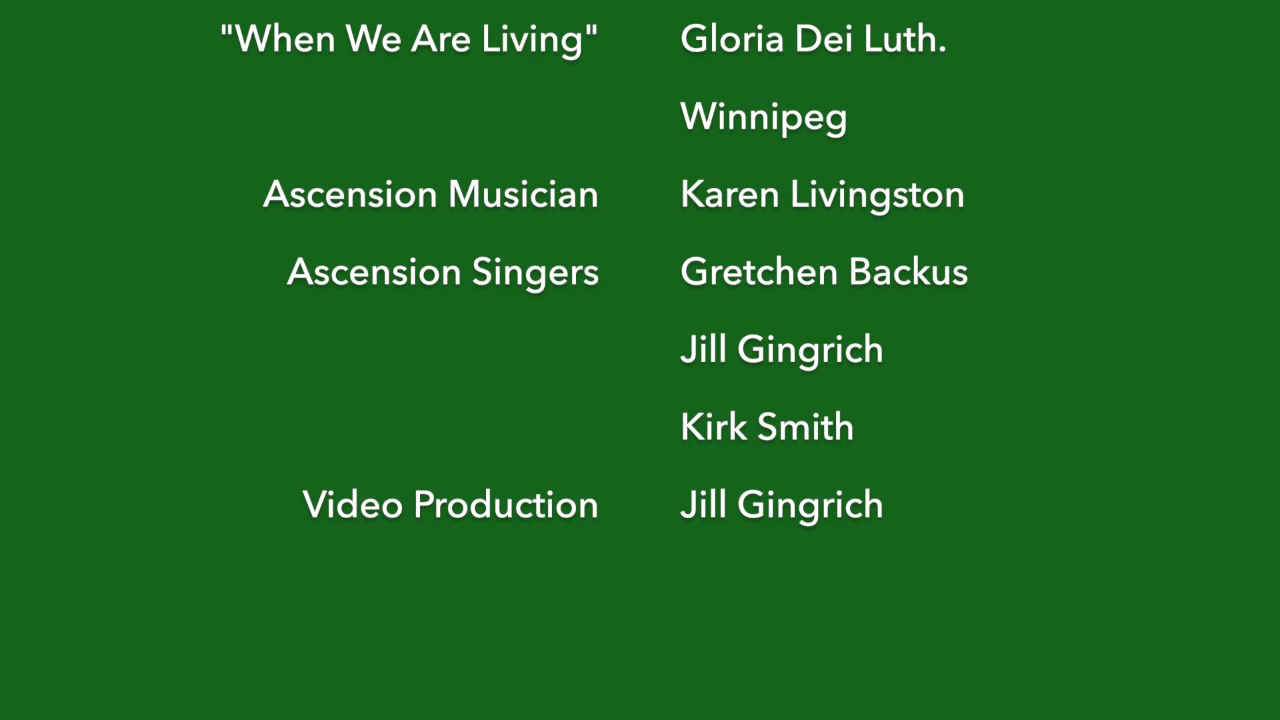 "When We Are Living" Gloria Dei Luth.
Winnipeg
Ascension Musician Karen Livingston
Ascension Singers Gretchen Backus
Jill Gingrich
Kirk Smith
Video Production Jill Gingrich